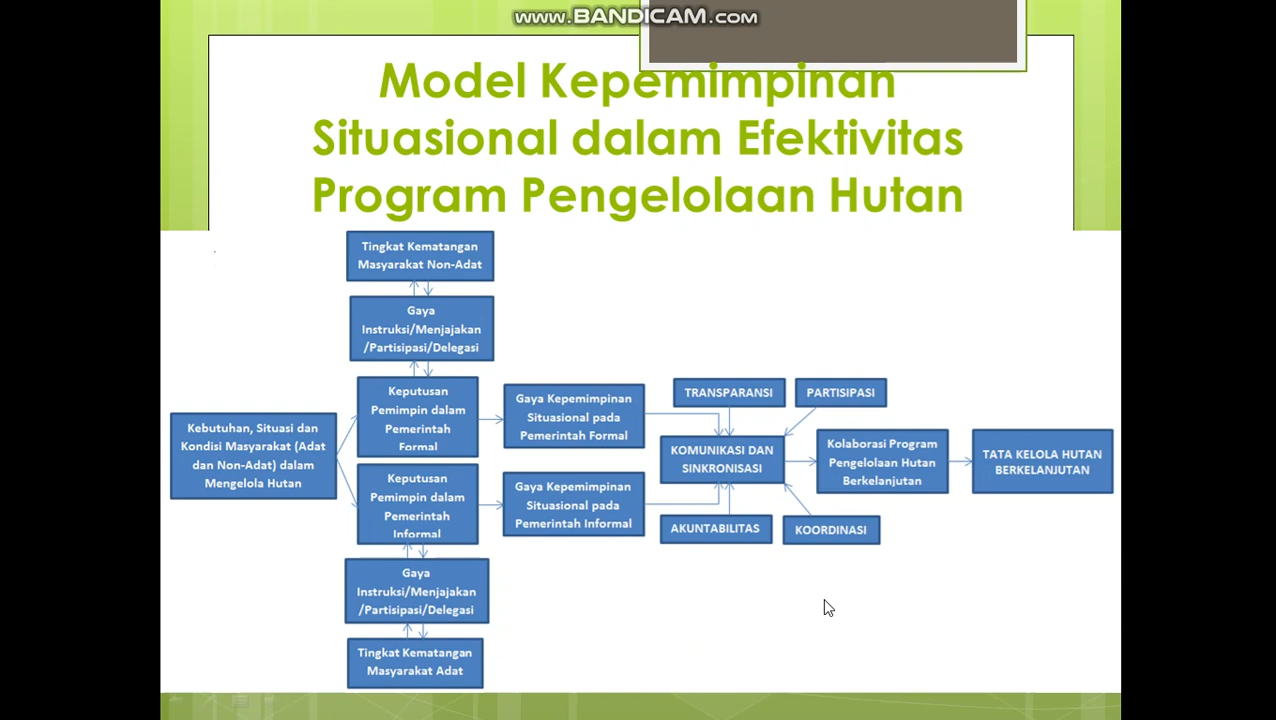 www.BANDICAM.com
Model Kepemimpinan
Situasional dalam Efektivitas
Program Pengelolaan Hutan
Tingkat Kematangan
Masyarakat Non-Adat
Gaya
Instruksi/Menjajakan
/Partisipasi/Delegasi
Keputusan
Pemimpin dalam
Pemerintah
Formal
Kebutuhan, Situasi dan
Kondisi Masyarakat (Adat
dan Non-Adat) dalam
Mengelola Hutan
Keputusan
Pemimpin dalam
Pemerintah
Informal
Gaya
Instruksi/Menjajakan
/Partisipasi/Delegasi
Tingkat Kematangan
Masyarakat Adat
Gaya Kepemimpinan
Situasional pada
Pemerintah Formal
Gaya Kepemimpinan
Situasional pada
Pemerintah Informal
TRANSPARANSI
PARTISIPASI
KOMUNIKASI DAN
SINKRONISASI
AKUNTABILITAS
KOORDINASI
Kolaborasi Program
Pengelolaan Hutan
Berkelanjutan
TATA KELOLA HUTAN
BERKELANJUTAN